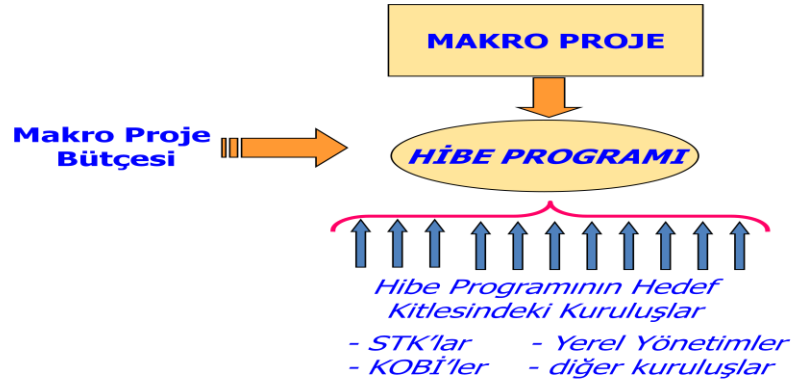 MAKRO PROJE
Makro Proje
Bütçesi
HİBE PROGRAMI
Hibe Programının Hedef
Kitlesindeki Kuruluşlar
- STK'lar - Yerel Yönetimler
- KOBİ'ler - diğer kuruluşlar